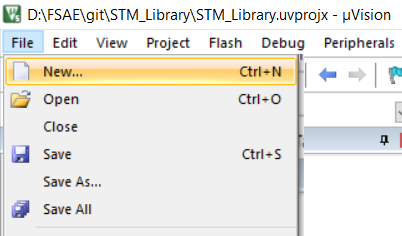 D:\FSAE\git\STM_Library\STM_Library.uvprojx - µVision
File Edit View Project Flash Debug Peripherals
New... Ctrl+N
Open Ctrl+O
Close
Save Ctrl+S
Save As...
Save All